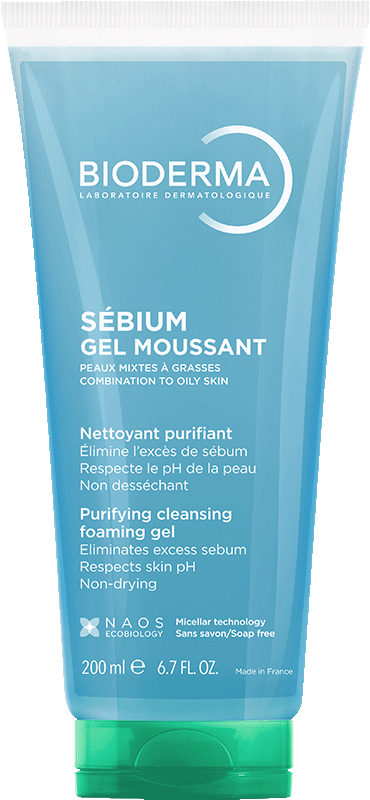 BIODERMA
LABORATOIRE DERMATOLOGIQUE
SÉBIUM
GEL MOUSSANT
PEAUX MIXTES À GRASSES
COMBINATION TO OILY SKIN
Nettoyant purifiant
Élimine l'excès de sébum
Respecte le pH de la peau
Non desséchant
Purifying cleansing
foaming gel
Eliminates excess sebum
Respects skin pH
Non-drying
NAOS
ECOBIOLOGY
Micellar technology
Sans savon/Soap free
200 ml ℮ 6.7 FL. OZ.
Made in France